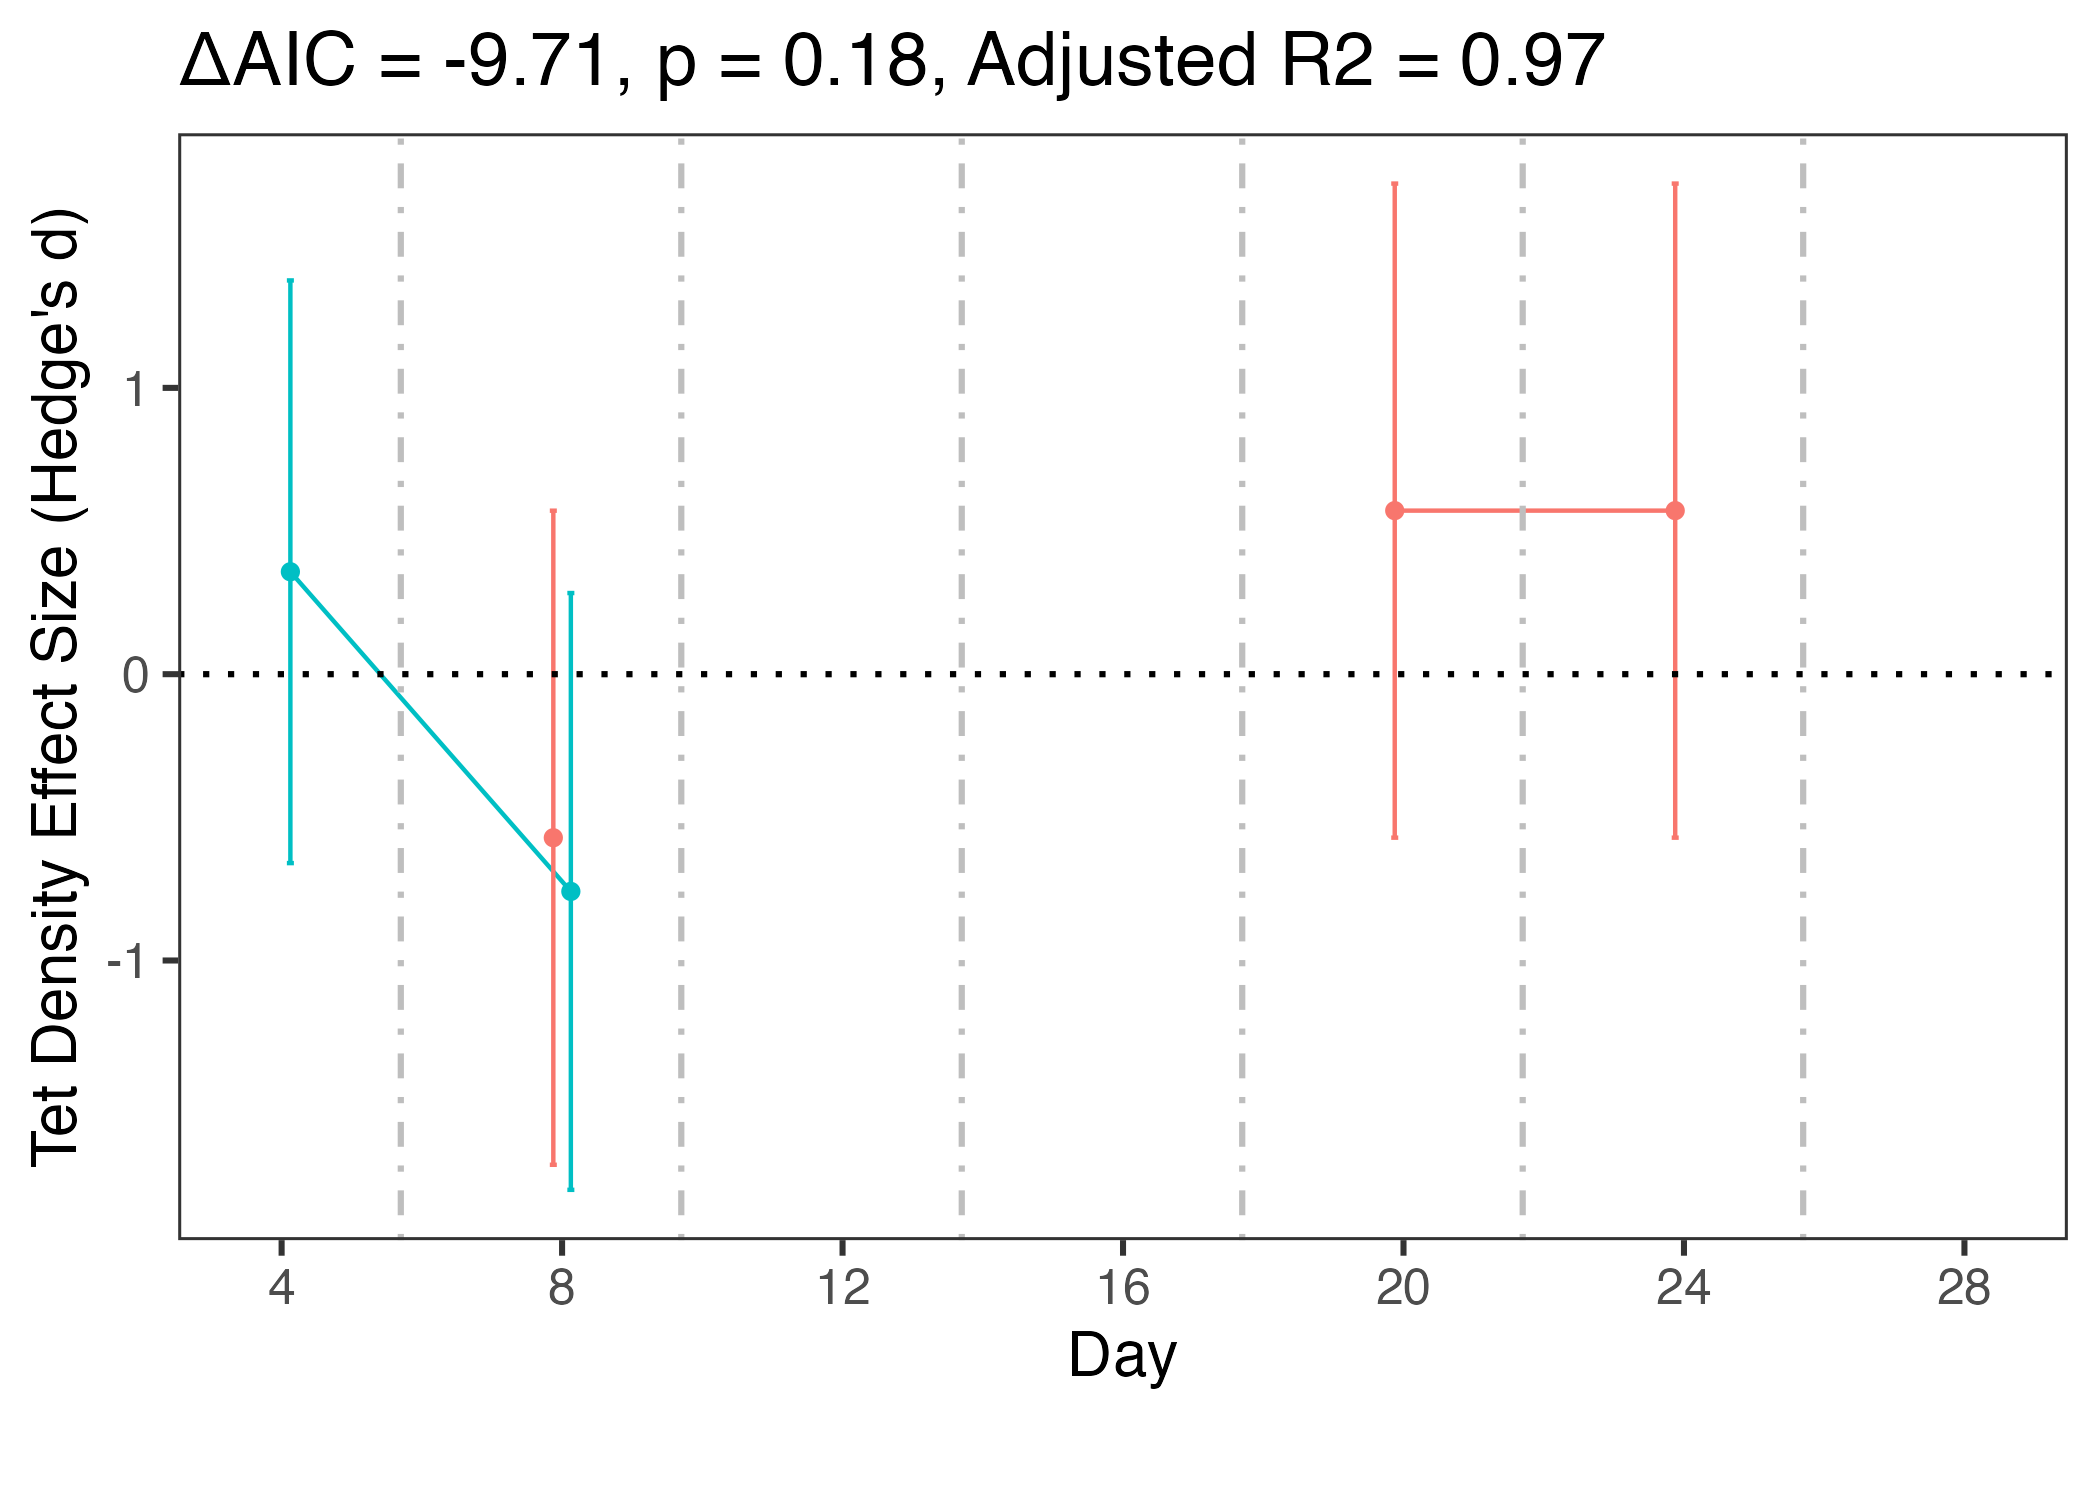 ΔAIC = -9.71, p = 0.18, Adjusted R2 = 0.97
Tet Density Effect Size (Hedge's d)
1
0
-1
4 8 12 16 20 24 28
Day